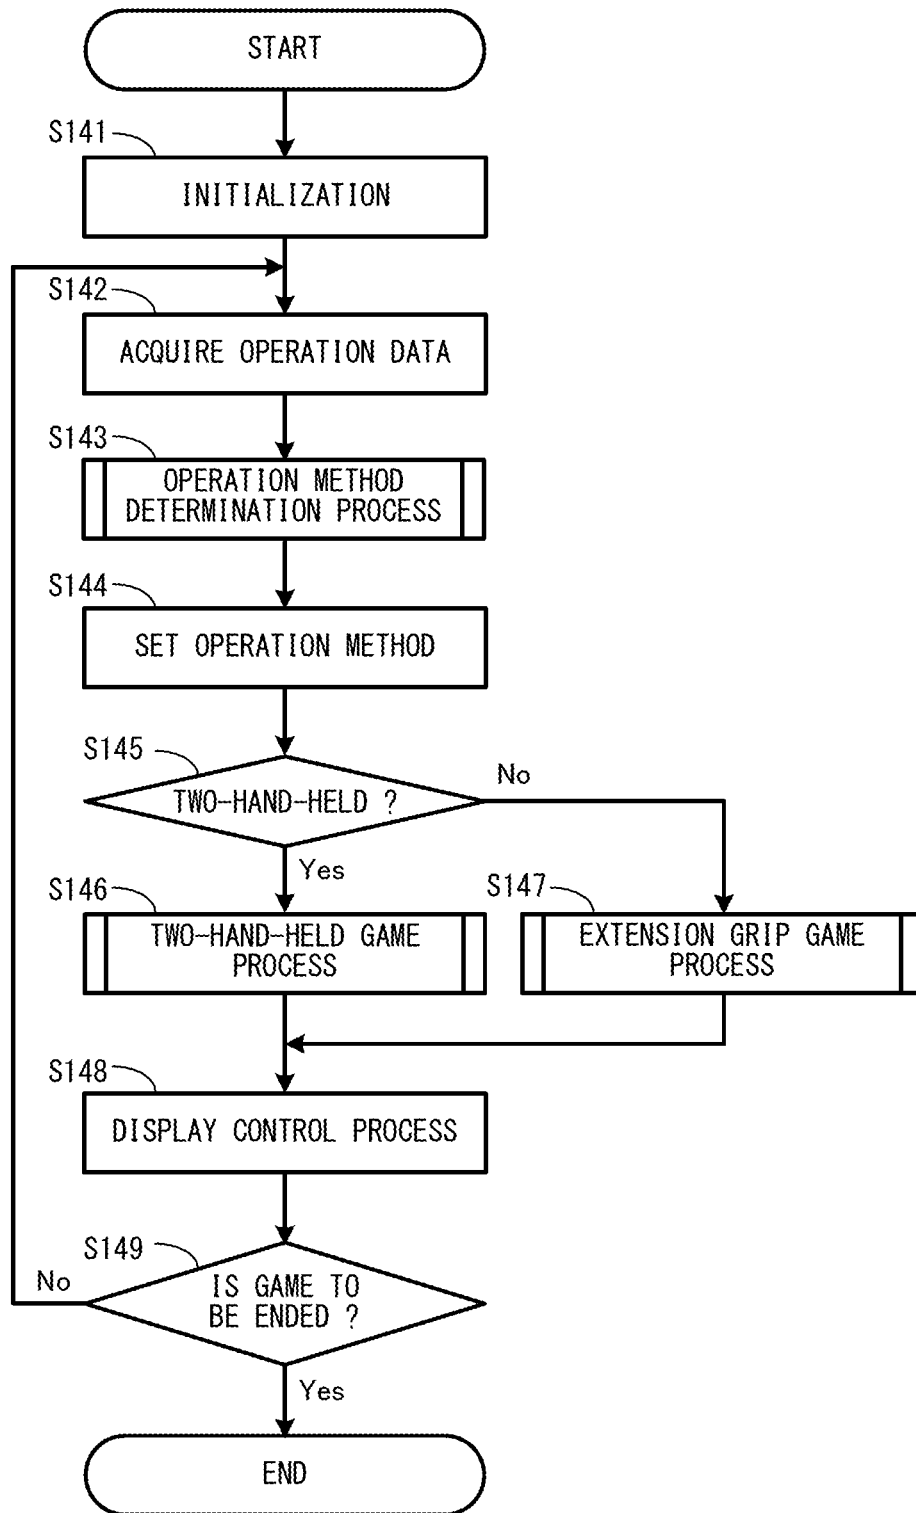 START
S141
INITIALIZATION
S142
ACQUIRE OPERATION DATA
S143
OPERATION METHOD
DETERMINATION PROCESS
S144
SET OPERATION METHOD
S145
TWO-HAND-HELD ?
No
Yes
S146
TWO-HAND-HELD GAME
PROCESS
S147
EXTENSION GRIP GAME
PROCESS
S148
DISPLAY CONTROL PROCESS
S149
No
IS GAME TO
BE ENDED ?
Yes
END